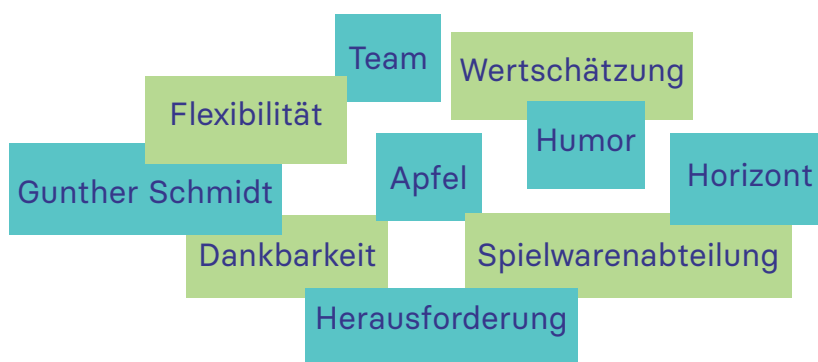 Team
Wertschätzung
Flexibilität
Humor
Apfel
Horizont
Gunther Schmidt
Dankbarkeit
Spielwarenabteilung
Herausforderung